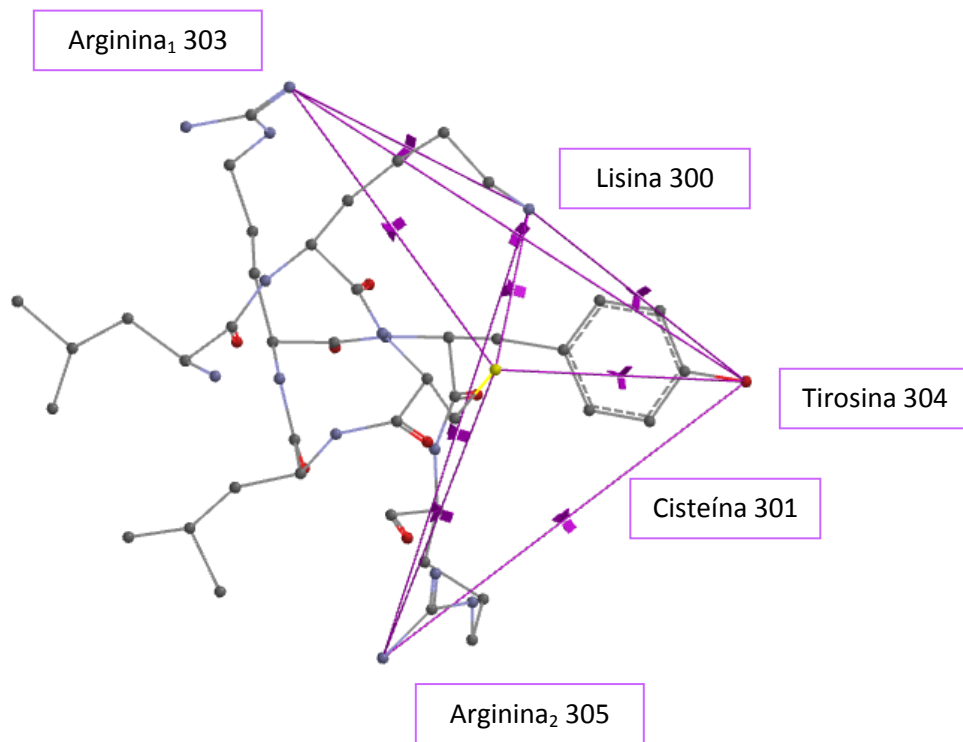 Arginina₁ 303
Lisina 300
Tirosina 304
Cisteína 301
Arginina₂ 305